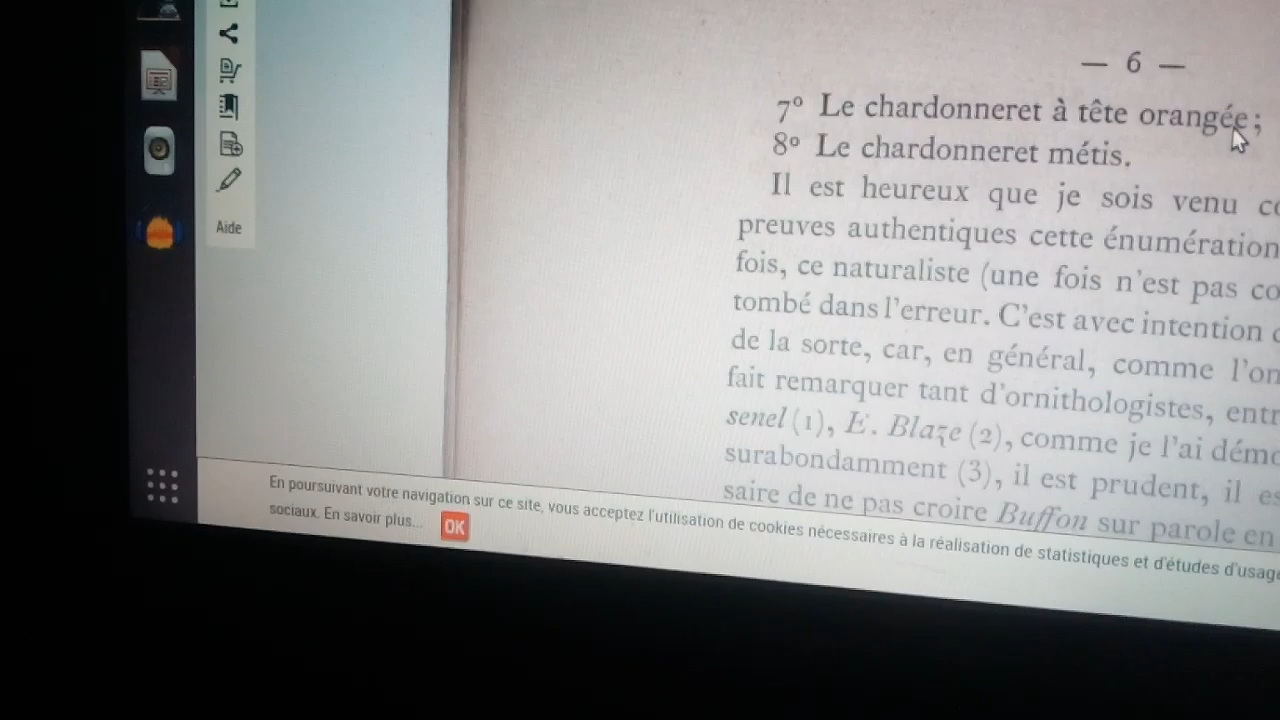 — 6 —
7° Le chardonneret à tête orangée;
8° Le chardonneret métis.
Il est heureux que je sois venu
preuves authentiques cette énumération
fois, ce naturaliste (une fois n'est pas
tombé dans l'erreur. C'est avec intention
de la sorte, car, en général, comme
fait remarquer tant d'ornithologistes,
senel (1), E. Blaze (2), comme je l'ai
surabondamment (3), il est prudent, il
saire de ne pas croire Buffon sur parole en
Aide
En poursuivant votre navigation sur ce site, vous acceptez l'utilisation de cookies nécessaires à la réalisation de statistiques et d'études d'usage
sociaux. En savoir plus... OK